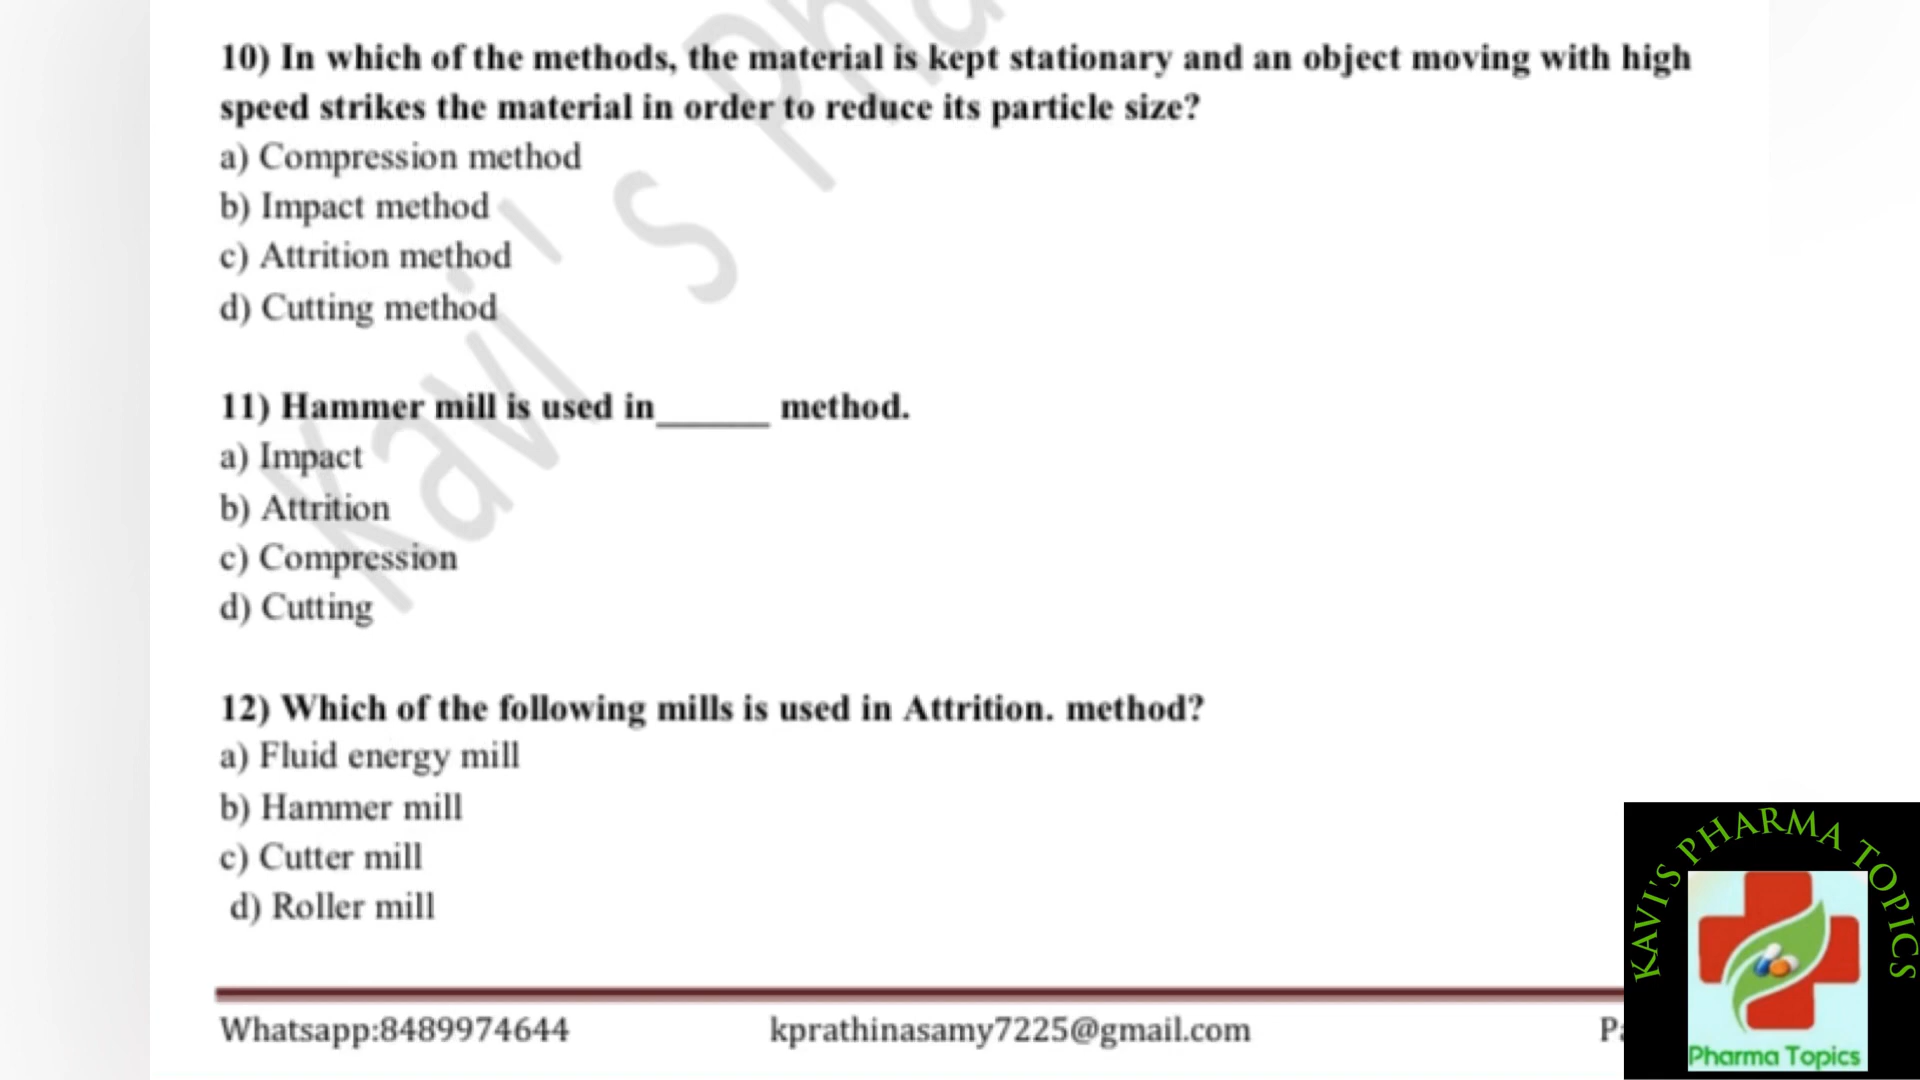 10) In which of the methods, the material is kept stationary and an object moving with high
speed strikes the material in order to reduce its particle size?
a) Compression method
b) Impact method
c) Attrition method
d) Cutting method
11) Hammer mill is used in______ method.
a) Impact
b) Attrition
c) Compression
d) Cutting
12) Which of the following mills is used in Attrition. method?
a) Fluid energy mill
b) Hammer mill
c) Cutter mill
d) Roller mill
Whatsapp:8489974644 kprathinasamy7225@gmail.com
Kavi's
KAVI'S PHARMA TOPICS
Pharma Topics